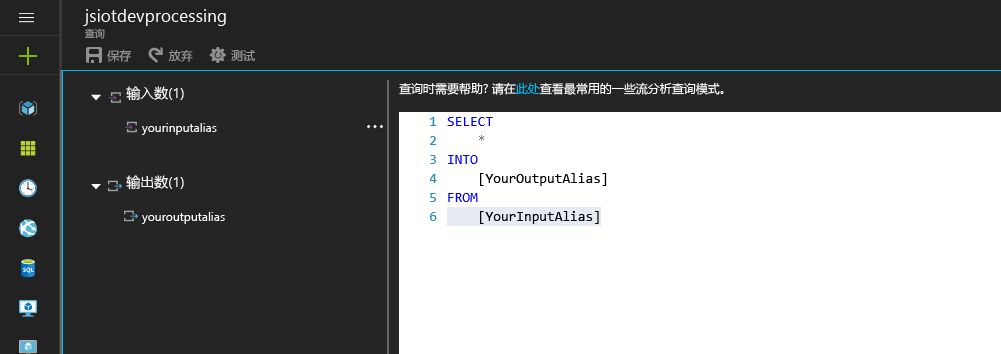 jsiotdevprocessing
查询
保存 放弃 测试
输入数(1)
yourinputalias
输出数(1)
youroutputalias
查询时需要帮助? 请在此处查看最常用的一些流分析查询模式。
1 SELECT
2 *
3 INTO
4 [YourOutputAlias]
5 FROM
6 [YourInputAlias]
SQL